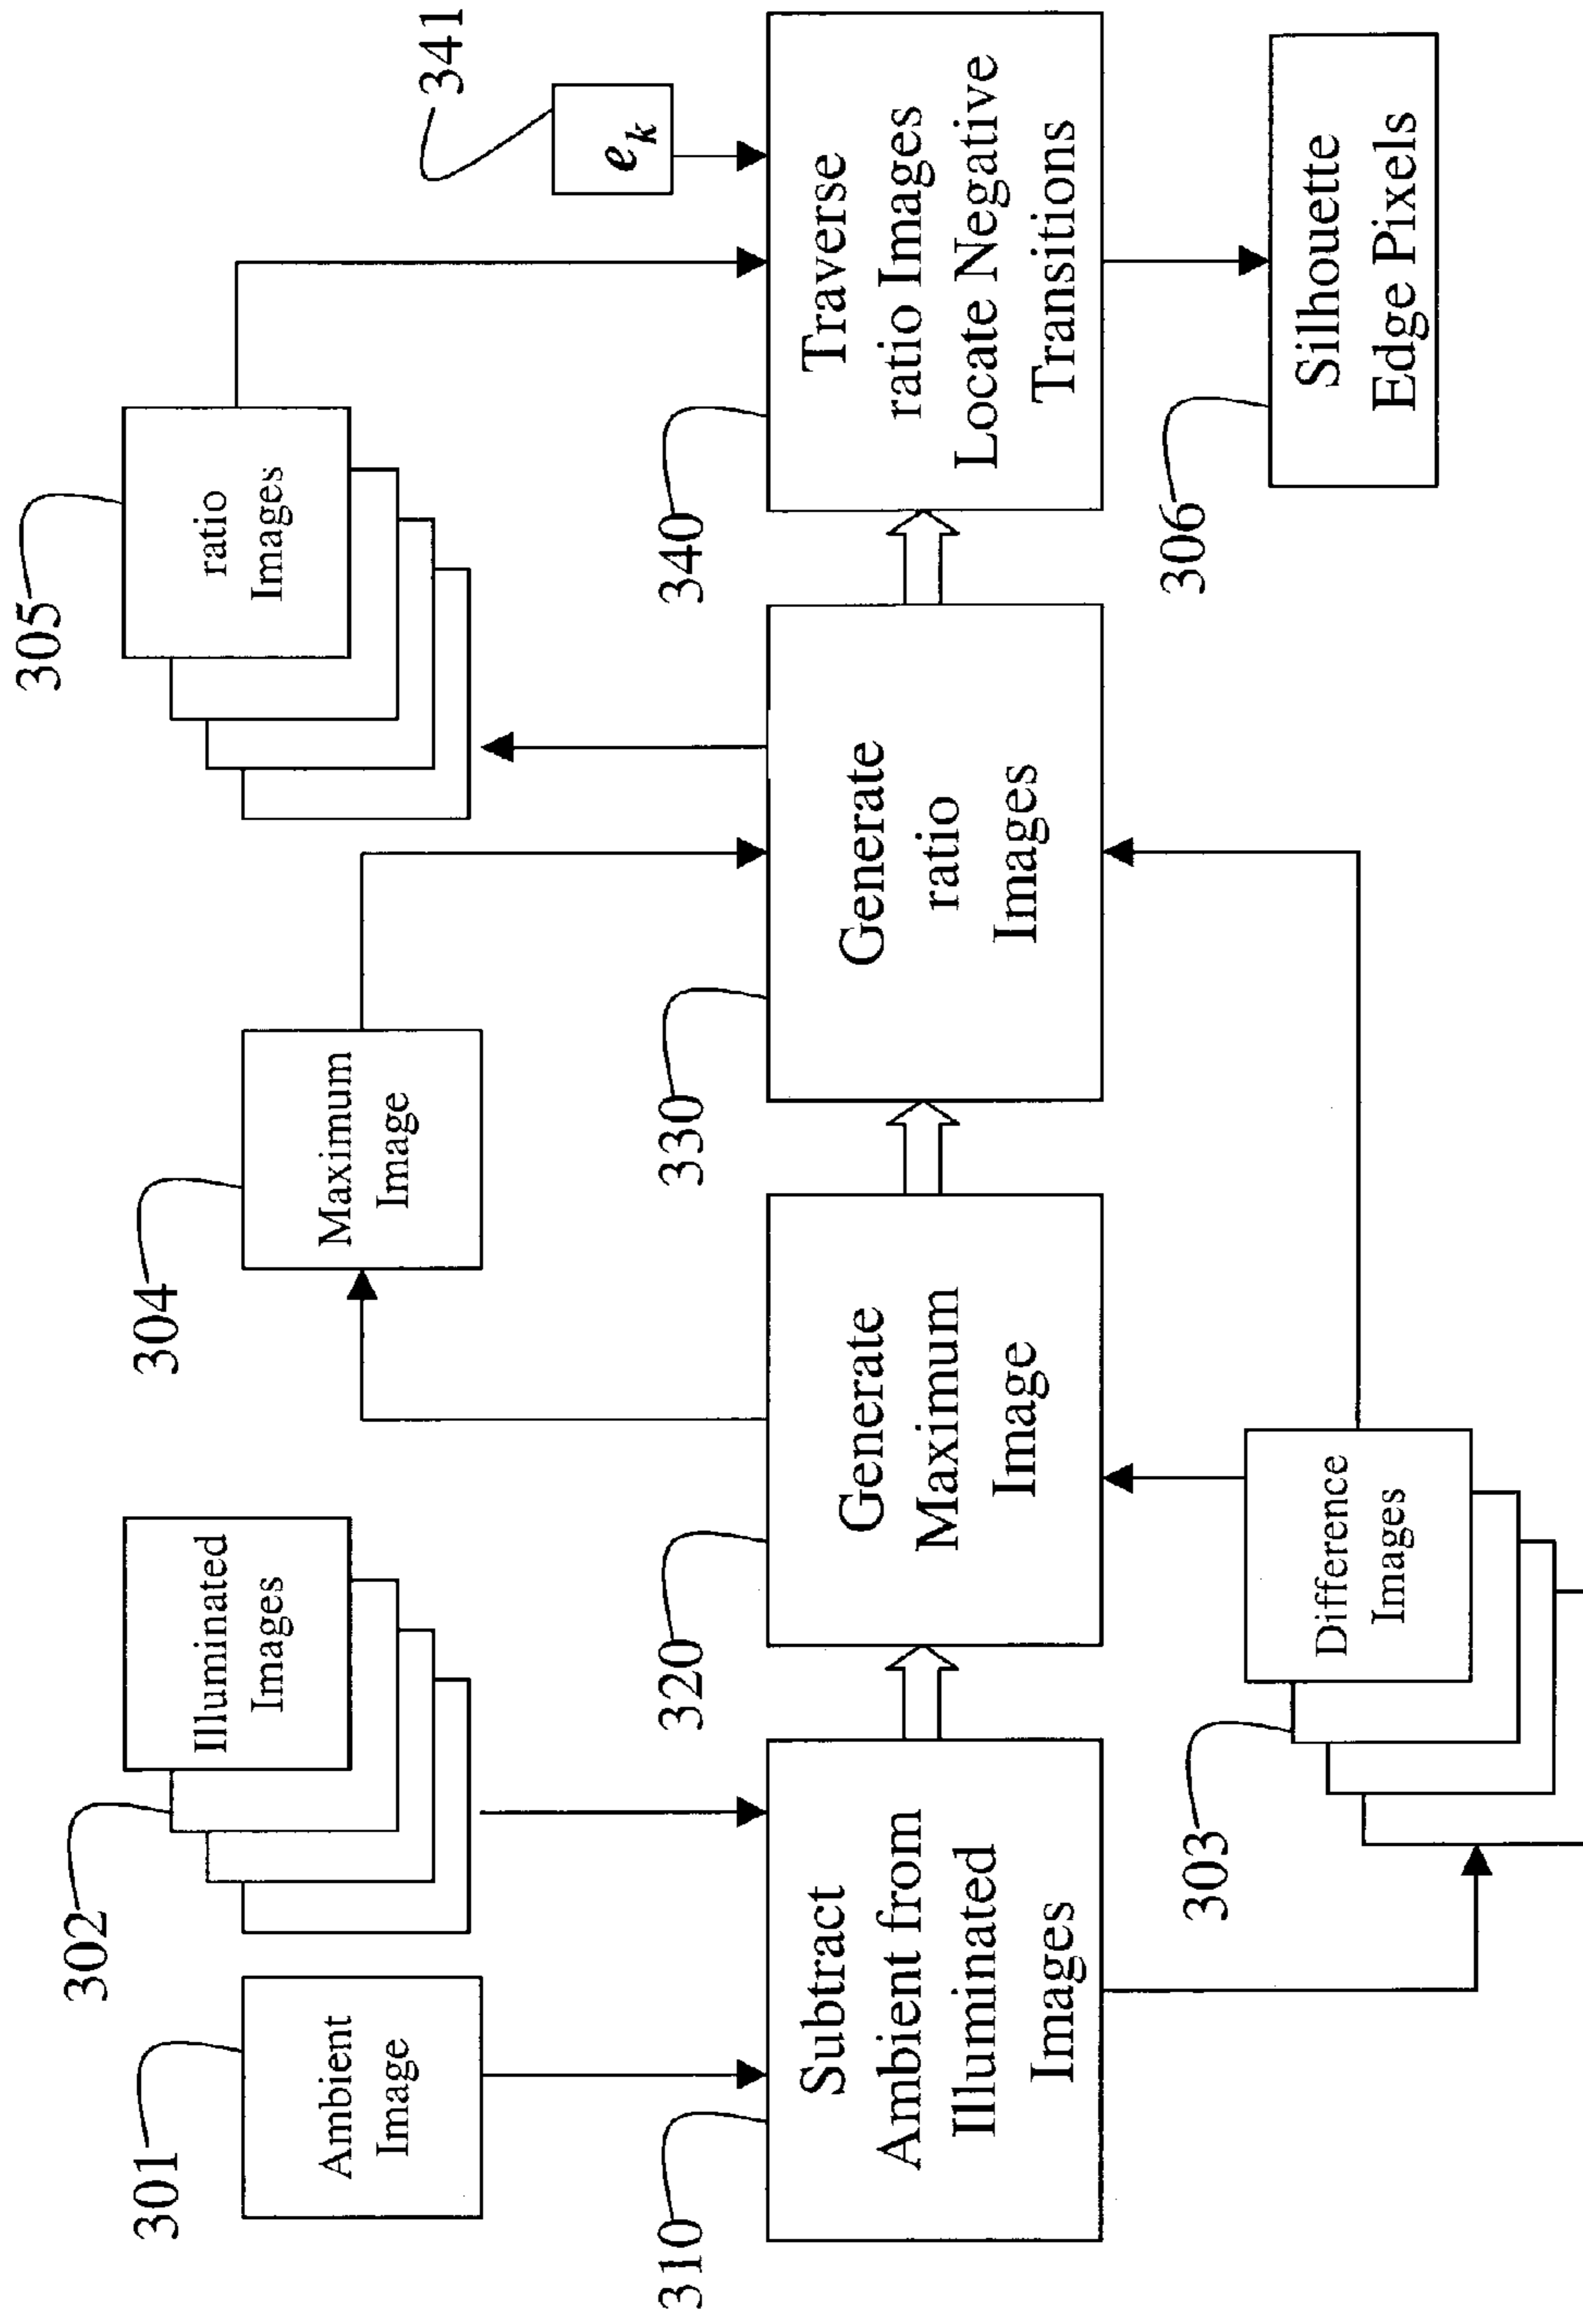 301
Ambient
Image
302
Illuminated
Images
304
Maximum
Image
305
ratio
Images
341
e k
310
Subtract
Ambient from
Illuminated
Images
320
Generate
Maximum
Image
330
Generate
ratio
Images
340
Traverse
ratio Images
Locate Negative
Transitions
303
Difference
Images
306
Silhouette
Edge Pixels